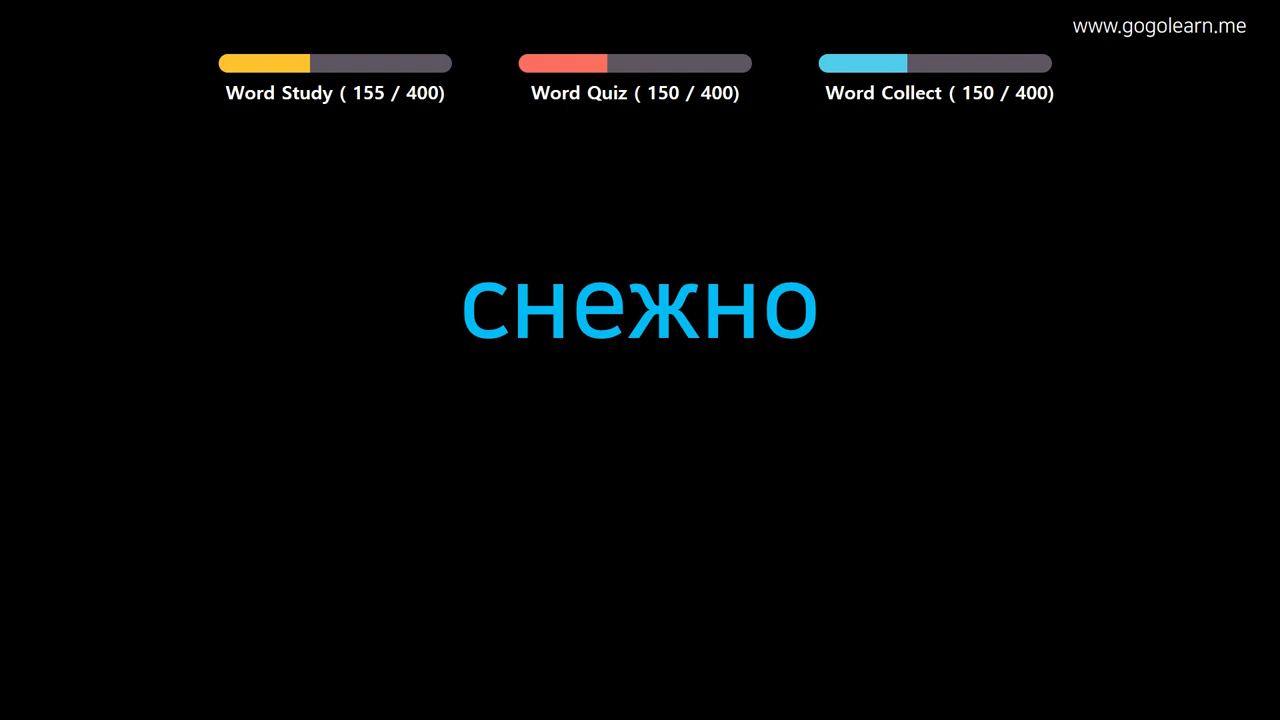 www.gogolearn.me
Word Study ( 155 / 400)
Word Quiz ( 150 / 400)
Word Collect ( 150 / 400)
снежно